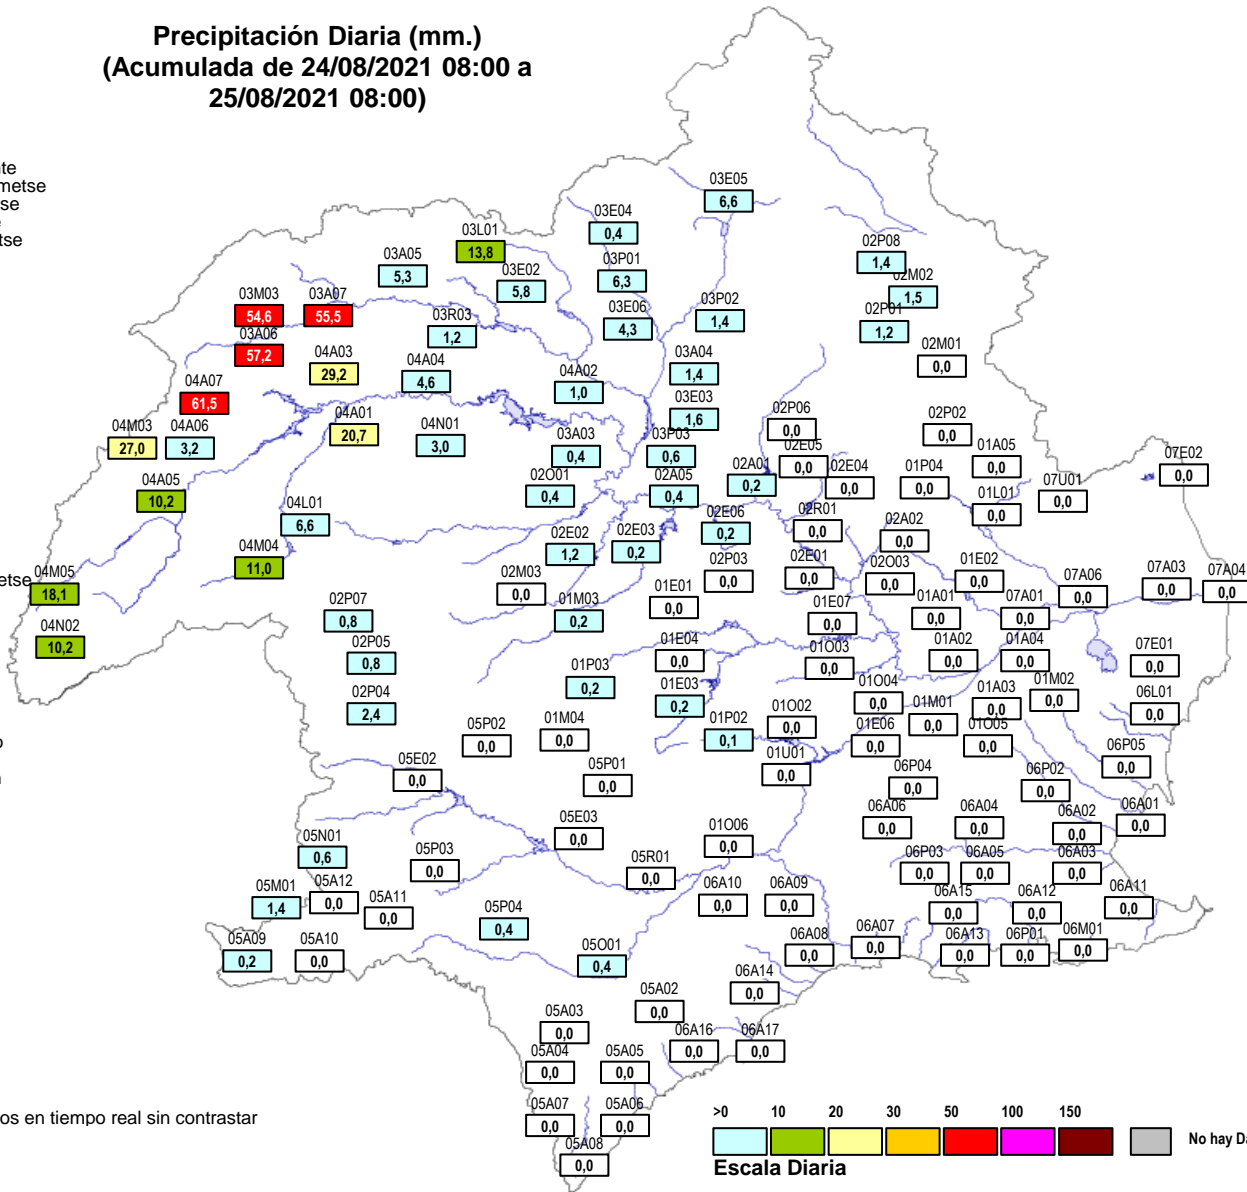 Precipitación Diaria (mm.)
(Acumulada de 24/08/2021 08:00 a
25/08/2021 08:00)
nte
metse
se
e
tse
03E05
6,6
03E04
0,4
03L01
13,8
03A05
5,3
03E02
5,8
03P01
6,3
02P08
1,4
02M02
1,5
03M03
54,6
03A07
55,5
03R03
1,2
03E06
4,3
03P02
1,4
02P01
1,2
03A06
57,2
04A03
29,2
04A04
4,6
04A02
1,0
03A04
1,4
02M01
0,0
04A07
61,5
03E03
1,6
04M03
27,0
04A06
3,2
04A01
20,7
04N01
3,0
03A03
0,4
03P03
0,6
02P06
0,0
02P02
0,0
02E05
0,0
01A05
0,0
07E02
0,0
04A05
10,2
02O01
0,4
02A05
0,4
02A01
0,2
02E04
0,0
01P04
0,0
07U01
0,0
01L01
0,0
04L01
6,6
02E06
0,2
02R01
0,0
02A02
0,0
04M04
11,0
02E02
1,2
02E03
0,2
02P03
0,0
02E01
0,0
02O03
0,0
01E02
0,0
metse
04M05
18,1
02M03
0,0
01E01
0,0
07A06
0,0
07A03
0,0
07A04
0,0
02P07
0,8
01M03
0,2
01E07
0,0
01A01
0,0
07A01
0,0
04N02
10,2
02P05
0,8
01E04
0,0
01O03
0,0
01A02
0,0
01A04
0,0
07E01
0,0
01P03
0,2
01E03
0,2
01O04
0,0
01A03
0,0
01M02
0,0
02P04
2,4
06L01
0,0
05P02
0,0
01M04
0,0
01P02
0,1
01O02
0,0
01M01
0,0
01E06
0,0
01O05
0,0
o
05E02
0,0
05P01
0,0
01U01
0,0
06P04
0,0
06P02
0,0
06P05
0,0
05E03
0,0
01O06
0,0
06A06
0,0
06A04
0,0
06A02
0,0
06A01
0,0
05N01
0,6
05P03
0,0
05R01
0,0
06P03
0,0
06A05
0,0
06A03
0,0
05M01
1,4
05A12
0,0
05A11
0,0
06A10
0,0
06A09
0,0
06A15
0,0
06A12
0,0
06A11
0,0
05P04
0,4
05A09
0,2
05A10
0,0
05O01
0,4
06A08
0,0
06A07
0,0
06A13
0,0
06P01
0,0
06M01
0,0
06A14
0,0
05A02
0,0
05A03
0,0
06A16
0,0
06A17
0,0
05A04
0,0
05A05
0,0
05A07
0,0
05A06
0,0
05A08
0,0
os en tiempo real sin contrastar
>0 10 20 30 50 100 150
No hay Da
Escala Diaria